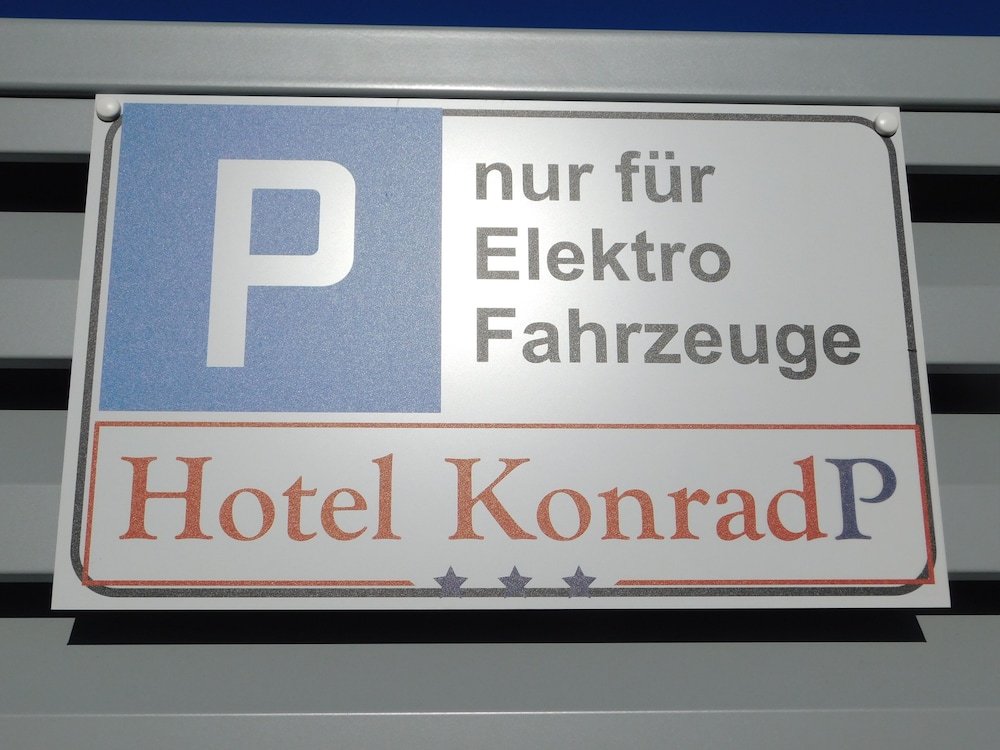 P
nur für
Elektro
Fahrzeuge
Hotel KonradP